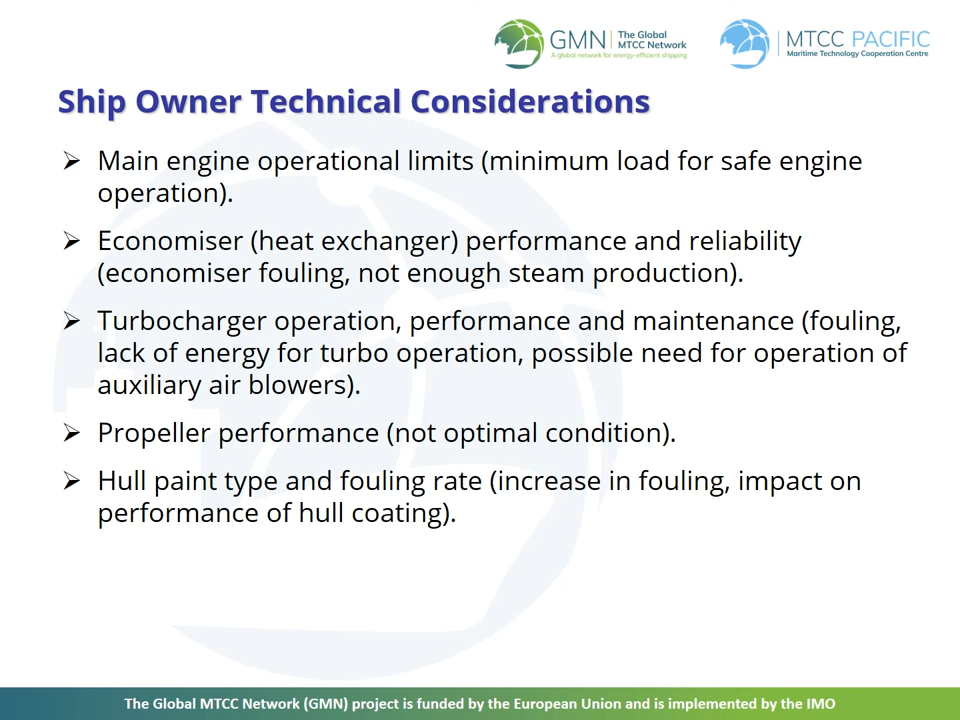 GMN
The Global
MTCC Network
A global network for energy-efficient shipping
MTCC PACIFIC
Maritime Technology Cooperation Centre
Ship Owner Technical Considerations
➢ Main engine operational limits (minimum load for safe engine
operation).
➢ Economiser (heat exchanger) performance and reliability
(economiser fouling, not enough steam production).
➢ Turbocharger operation, performance and maintenance (fouling,
lack of energy for turbo operation, possible need for operation of
auxiliary air blowers).
➢ Propeller performance (not optimal condition).
➢ Hull paint type and fouling rate (increase in fouling, impact on
performance of hull coating).
The Global MTCC Network (GMN) project is funded by the European Union and is implemented by the IMO